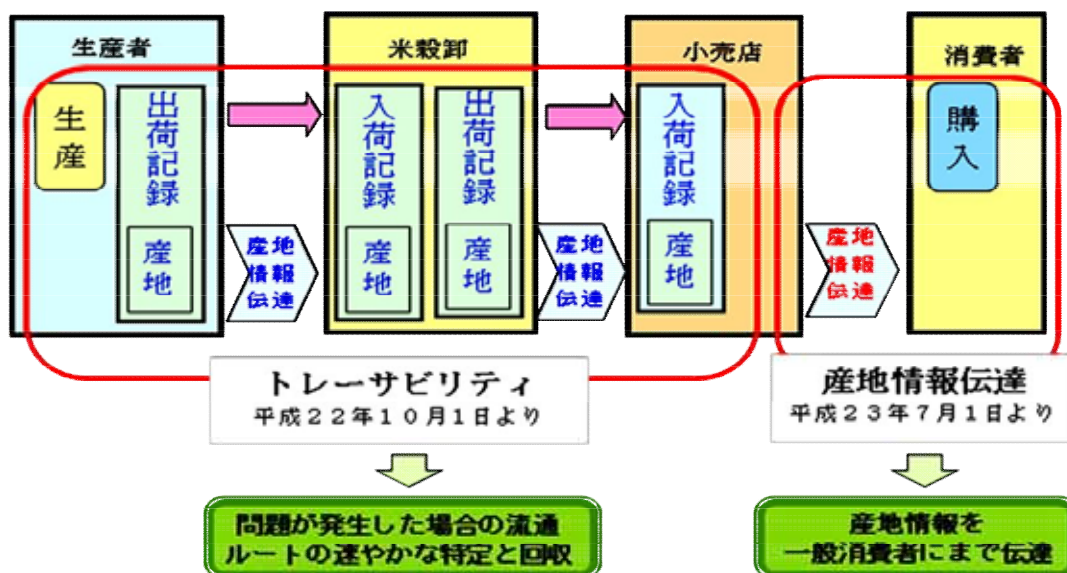 生産者
生産
出荷記録
産地
産地
情報
伝達
米穀卸
入荷記録
産地
出荷記録
産地
産地
情報
伝達
小売店
入荷記録
産地
産地
情報
伝達
消費者
購入
トレーサビリティ
平成22年10月1日より
産地情報伝達
平成23年7月1日より
問題が発生した場合の流通
ルートの速やかな特定と回収
産地情報を
一般消費者にまで伝達